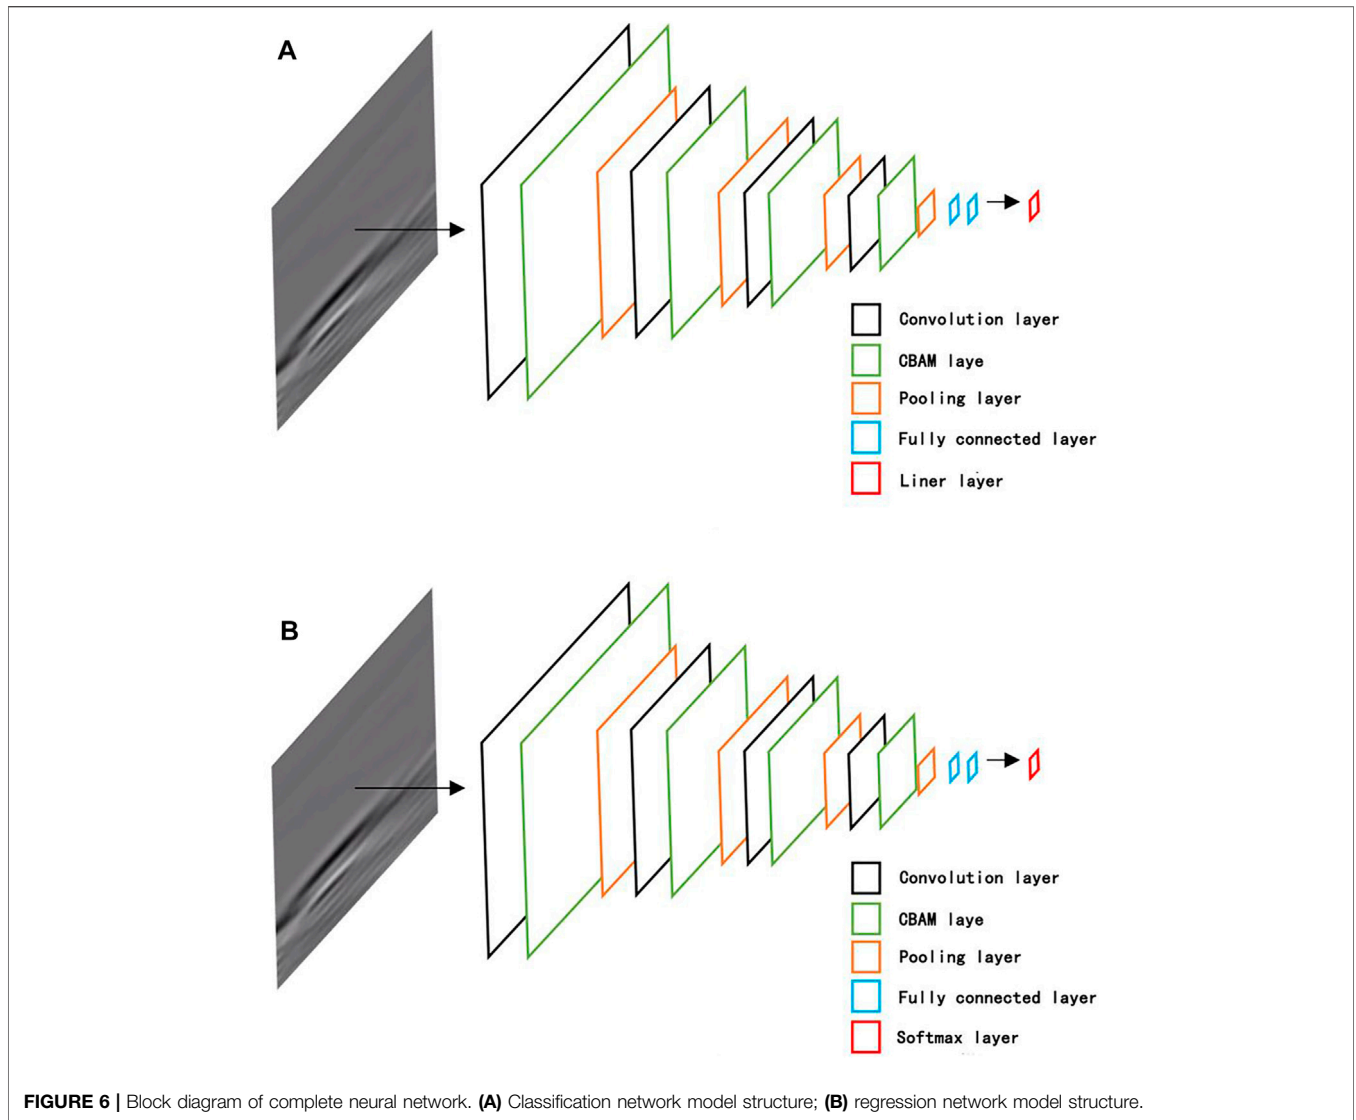 A
Convolution layer
CBAM laye
Pooling layer
Fully connected layer
Liner layer
B
Convolution layer
CBAM laye
Pooling layer
Fully connected layer
Softmax layer
FIGURE 6 | Block diagram of complete neural network. (A) Classification network model structure; (B) regression network model structure.